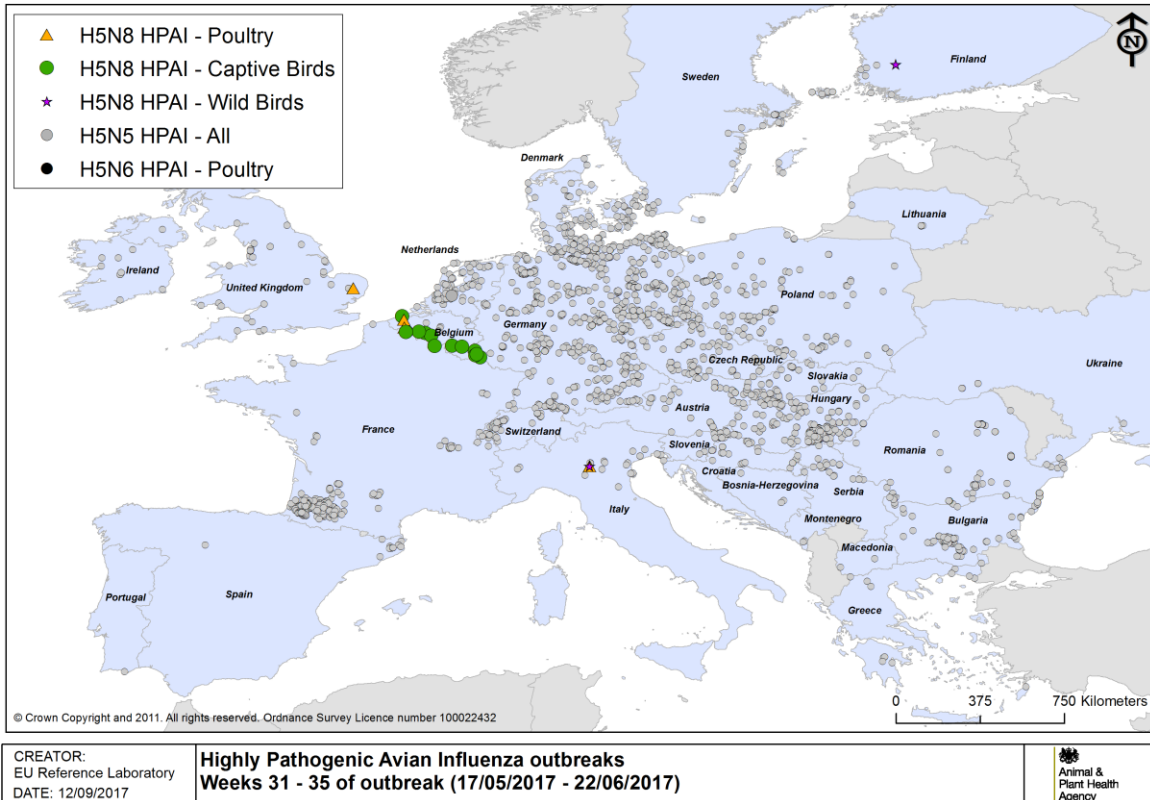 H5N8 HPAI - Poultry
H5N8 HPAI - Captive Birds
H5N8 HPAI - Wild Birds
H5N5 HPAI - All
H5N6 HPAI - Poultry
N
Sweden
Finland
Denmark
Lithuania
Netherlands
Ireland
United Kingdom
Poland
Belgium
Germany
Czech Republic
Ukraine
Slovakia
Hungary
Austria
France
Switzerland
Slovenia
Romania
Croatia
Bosnia-Herzegovina
Serbia
Italy
Montenegro
Bulgaria
Macedonia
Portugal
Spain
Greece
0 375 750 Kilometers
© Crown Copyright and 2011. All rights reserved. Ordnance Survey Licence number 100022432
CREATOR:
EU Reference Laboratory
DATE: 12/09/2017
Highly Pathogenic Avian Influenza outbreaks
Weeks 31 - 35 of outbreak (17/05/2017 - 22/06/2017)
Animal &
Plant Health
Agency